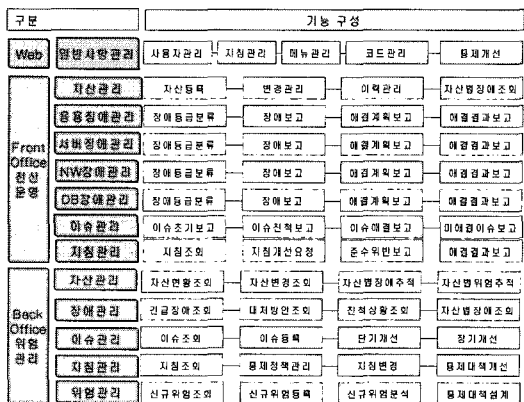 구분 기능 구성
Web 일반사항관리 사용자관리 지침관리 메뉴관리 코드관리 통제개선
Front Office 전산 운영
자산관리 자산등록 변경관리 이력관리 자산별장애조회
응용장애관리 장애등급분류 장애보고 해결계획보고 해결결과보고
서버장애관리 장애등급분류 장애보고 해결계획보고 해결결과보고
NW장애관리 장애등급분류 장애보고 해결계획보고 해결결과보고
DB장애관리 장애등급분류 장애보고 해결계획보고 해결결과보고
이슈관리 이슈초기보고 이슈진척보고 이슈해결보고 미해결이슈보고
지침관리 지침조회 지침개선요청 준수위반보고 해결결과보고
Back Office 위험 관리
자산관리 자산현황조회 자산변경조회 자산별장애추적 자산별위험추적
장애관리 긴급장애조회 대처방안조회 진척상황조회 자산별장애조회
이슈관리 이슈조회 이슈등록 단기개선 장기개선
지침관리 지침조회 통제정책관리 지침변경 통제대책개선
위험관리 신규위험조회 신규위험등록 신규위험분석 통제대책설계